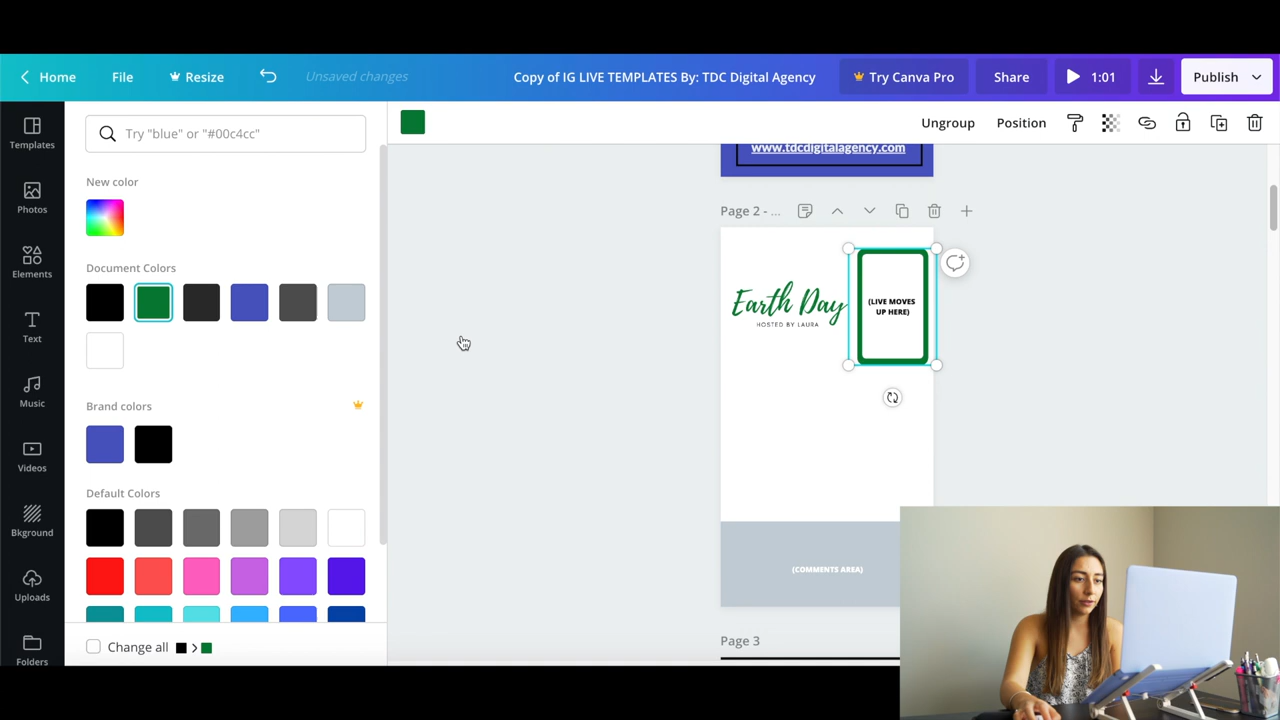 Home
File
Resize
Unsaved changes
Copy of IG LIVE TEMPLATES By: TDC Digital Agency
Try Canva Pro
Share
1:01
Publish
Templates
Photos
Elements
Text
Music
Videos
Bkground
Uploads
Folders
Try "blue" or "#00c4cc"
New color
Document Colors
Brand colors
Default Colors
Change all
Ungroup
Position
www.tdcdigitalagency.com
Page 2 - ...
Earth Day
HOSTED BY LAURA
(LIVE MOVES
UP HERE)
(COMMENTS AREA)
Page 3